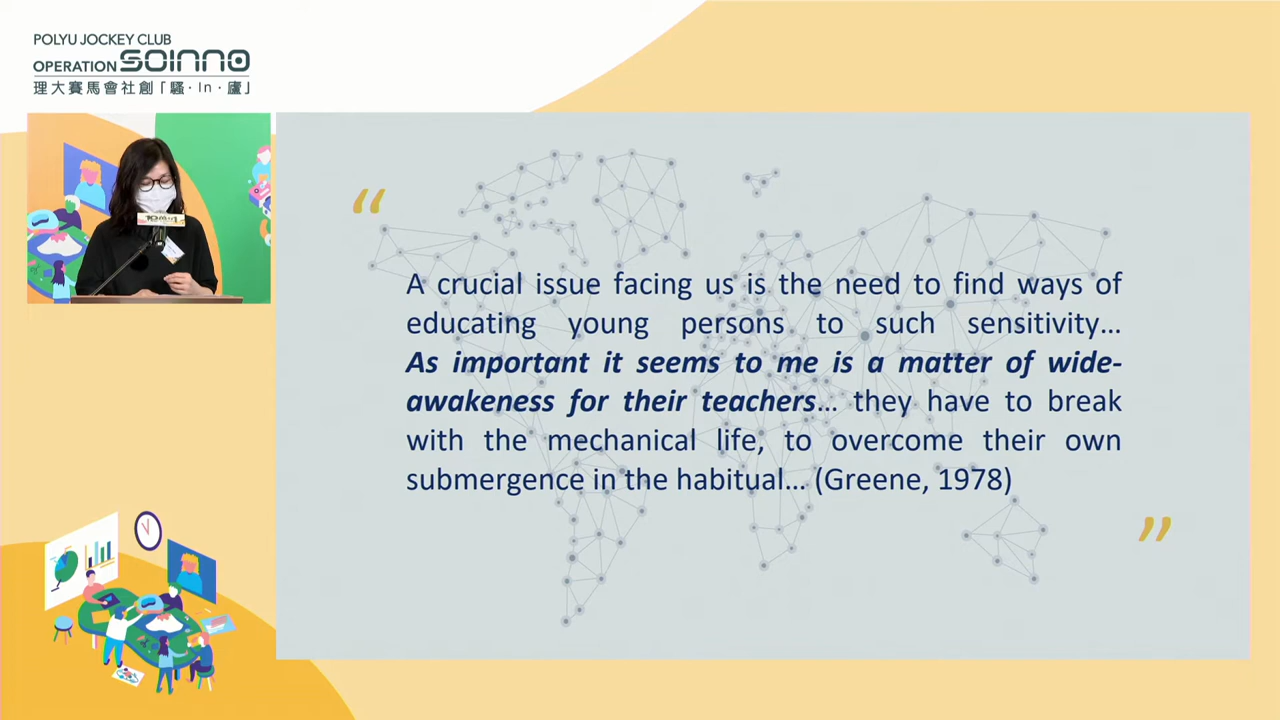 POLYU JOCKEY CLUB
OPERATION SOINNO
理大賽馬會社創「騷·In·廬」
“
A crucial issue facing us is the need to find ways of
educating young persons to such sensitivity…
As important it seems to me is a matter of wide-
awakeness for their teachers… they have to break
with the mechanical life, to overcome their own
submergence in the habitual… (Greene, 1978)
”